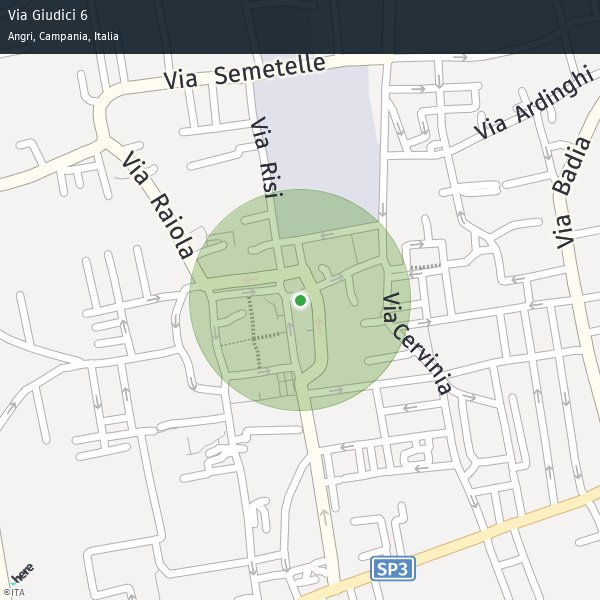 Via Giudici 6
Angri, Campania, Italia
Via Semetelle
Via Ardinghi
Via Risi
Via Badia
Via Raiola
Via Cervinia
SP3
here
©ITA